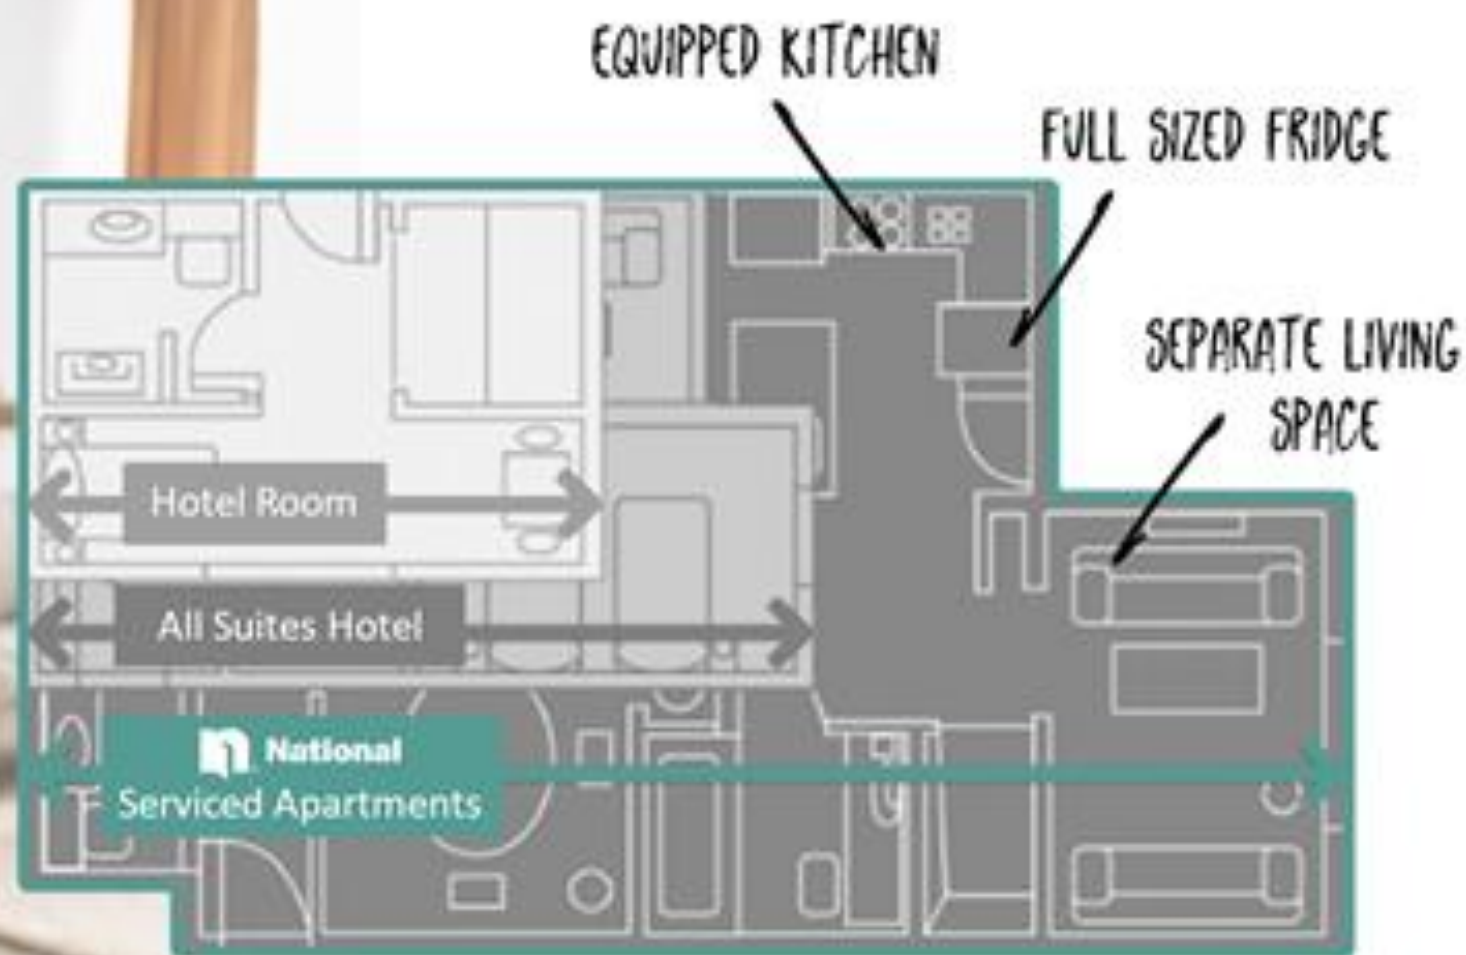 EQUIPPED KITCHEN
FULL SIZED FRIDGE
SEPARATE LIVING
SPACE
Hotel Room
All Suites Hotel
National
Serviced Apartments